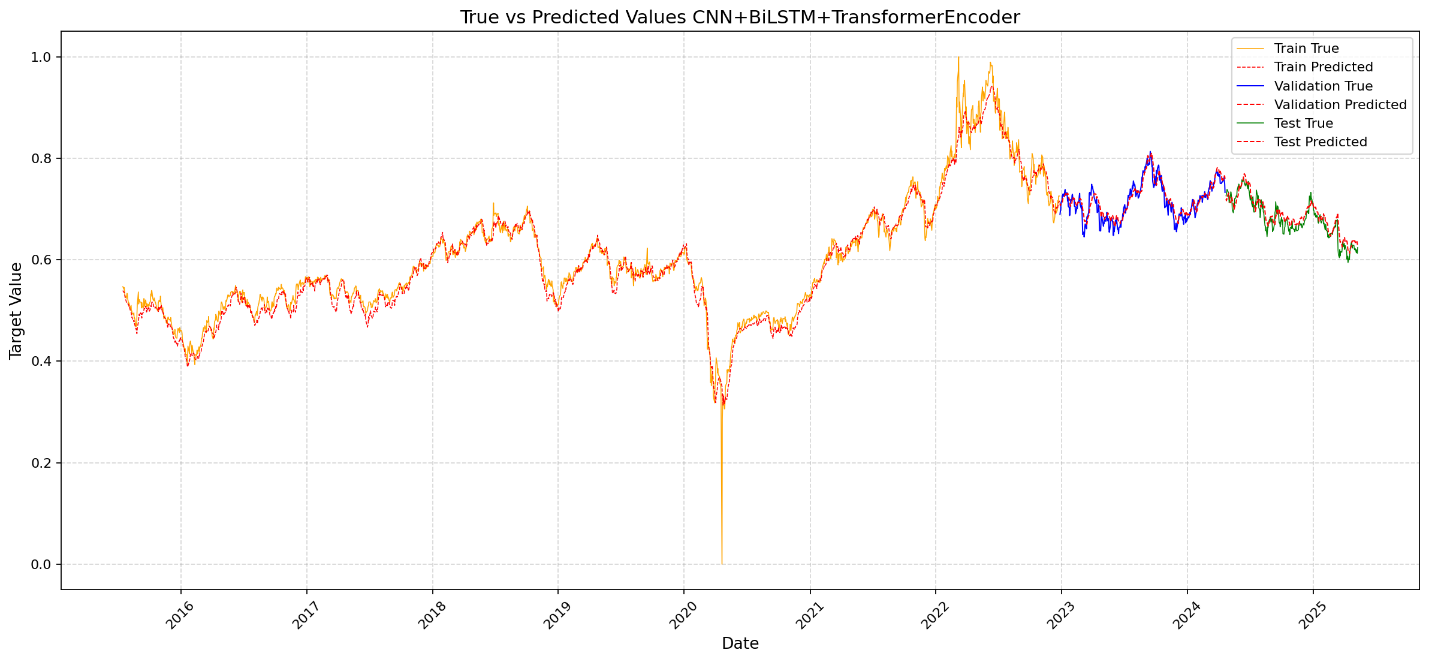 True vs Predicted Values CNN+BiLSTM+TransformerEncoder
Train True
Train Predicted
Validation True
Validation Predicted
Test True
Test Predicted
Target Value
1.0
0.8
0.6
0.4
0.2
0.0
2016
2017
2018
2019
2020
2021
2022
2023
2024
2025
Date